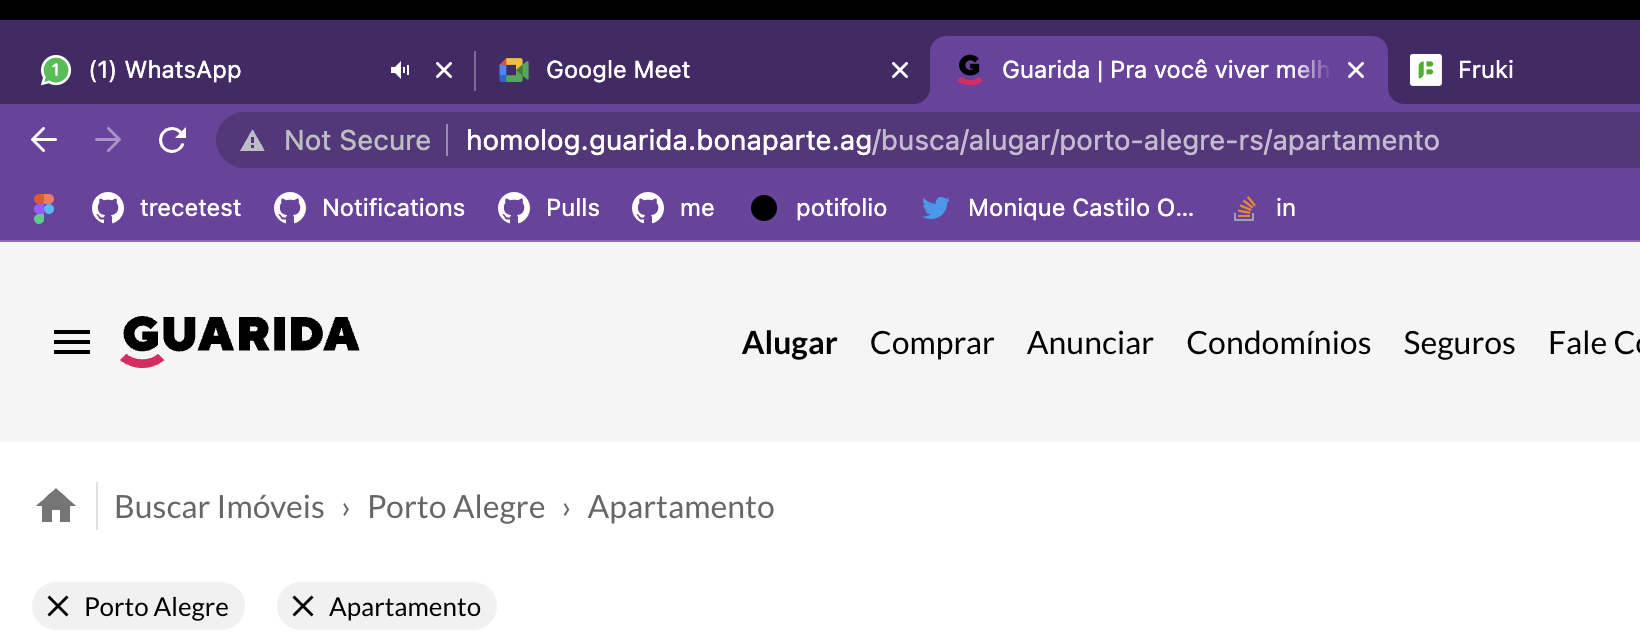 1 (1) WhatsApp Google Meet G Guarida | Pra você viver melh Fruki
Not Secure homolog.guarida.bonaparte.ag/busca/alugar/porto-alegre-rs/apartamento
trecetest Notifications Pulls me potifolio Monique Castilo O... in
GUARIDA Alugar Comprar Anunciar Condomínios Seguros Fale Co
Buscar Imóveis › Porto Alegre › Apartamento
Porto Alegre Apartamento